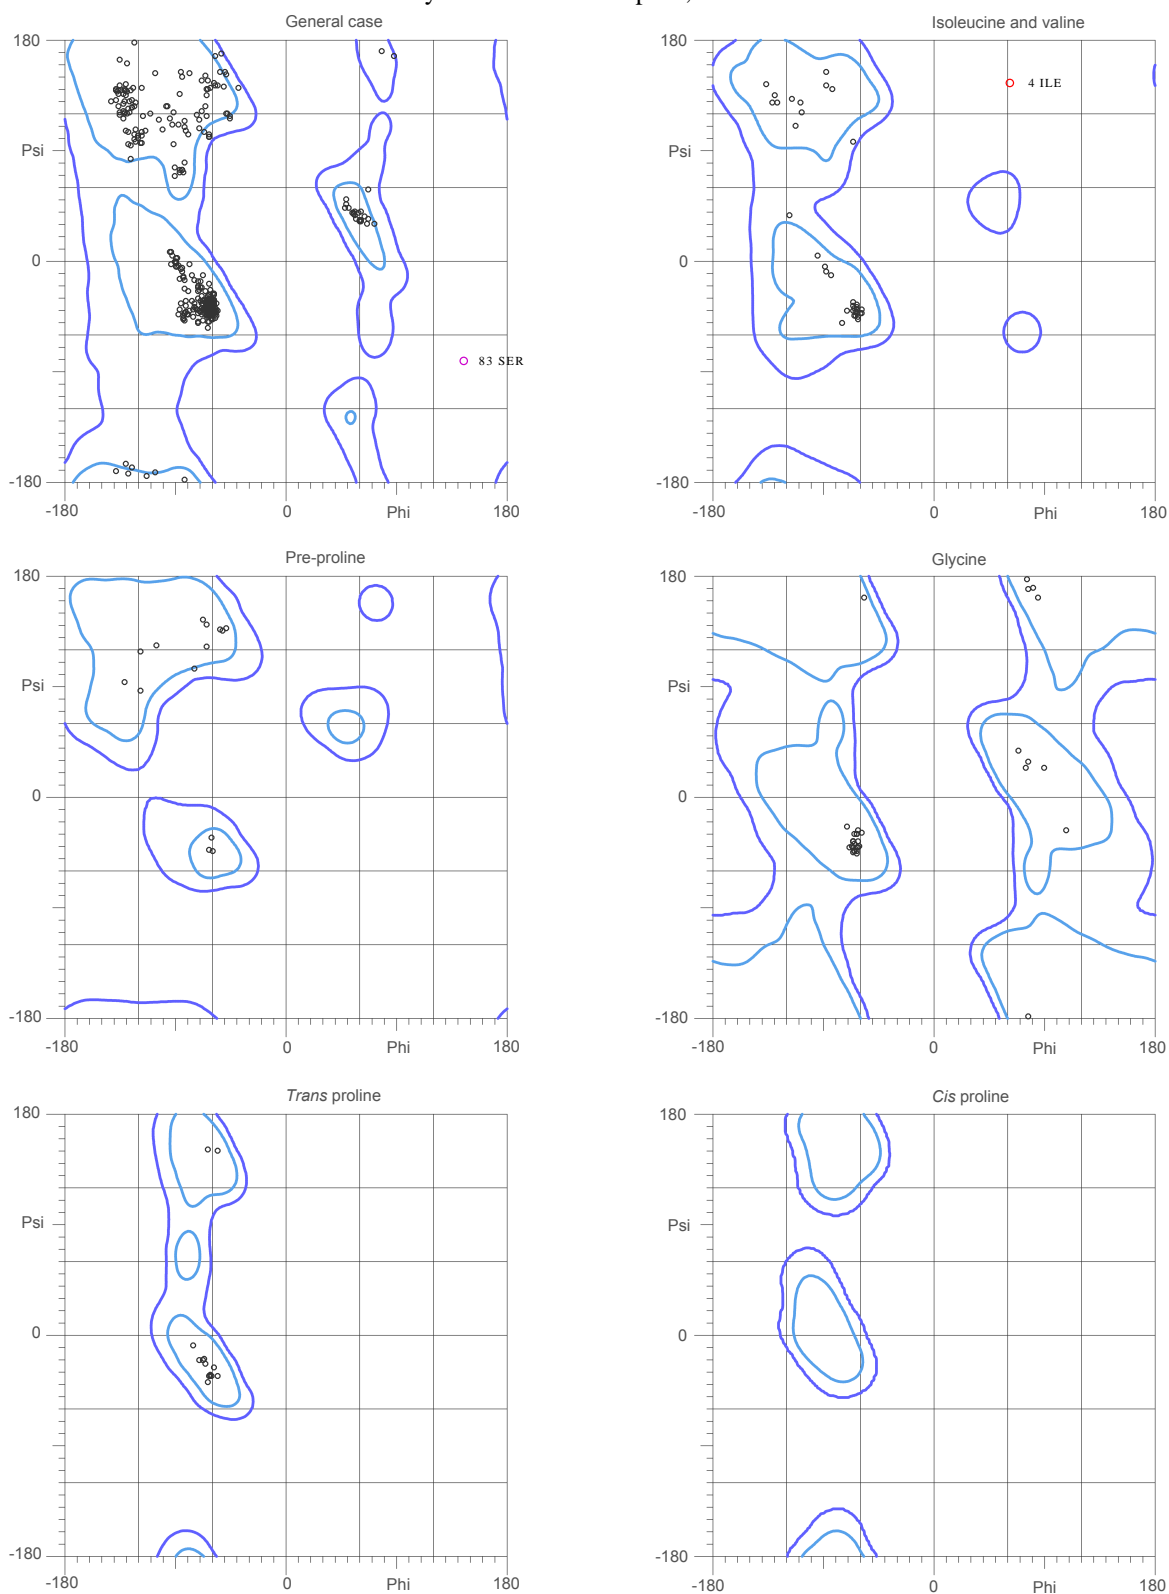 General case
Isoleucine and valine
180
180
4 ILE
Psi
Psi
0
0
83 SER
-180
-180
-180
0
Phi
180
-180
0
Phi
180
Pre-proline
Glycine
180
180
Psi
Psi
0
0
-180
-180
-180
0
Phi
180
-180
0
Phi
180
Trans proline
Cis proline
180
180
Psi
Psi
0
0
-180
-180
-180
0
Phi
180
-180
0
Phi
180